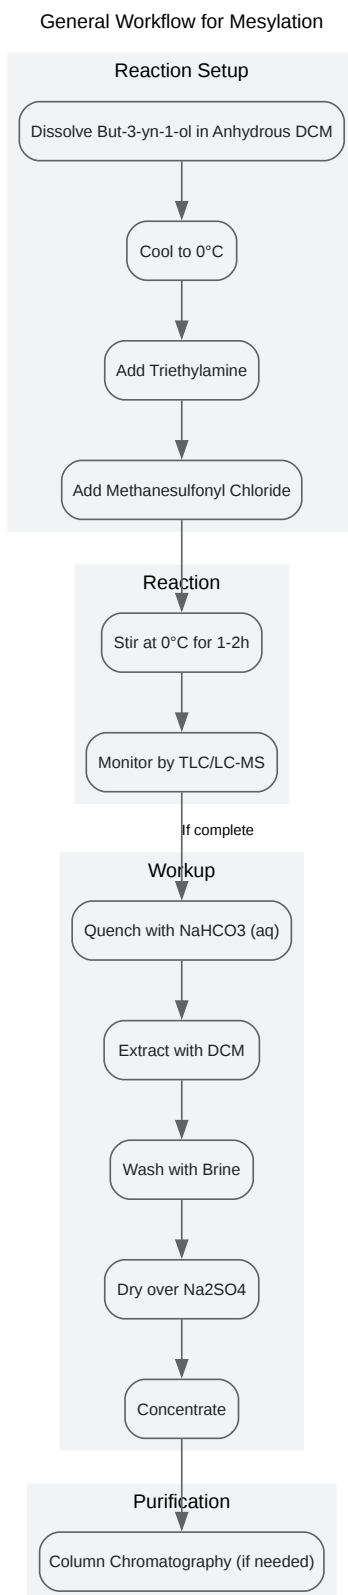 General Workflow for Mesylation
Reaction Setup
Dissolve But-3-yn-1-ol in Anhydrous DCM
Cool to 0°C
Add Triethylamine
Add Methanesulfonyl Chloride
Reaction
Stir at 0°C for 1-2h
Monitor by TLC/LC-MS
If complete
Workup
Quench with NaHCO3 (aq)
Extract with DCM
Wash with Brine
Dry over Na2SO4
Concentrate
Purification
Column Chromatography (if needed)